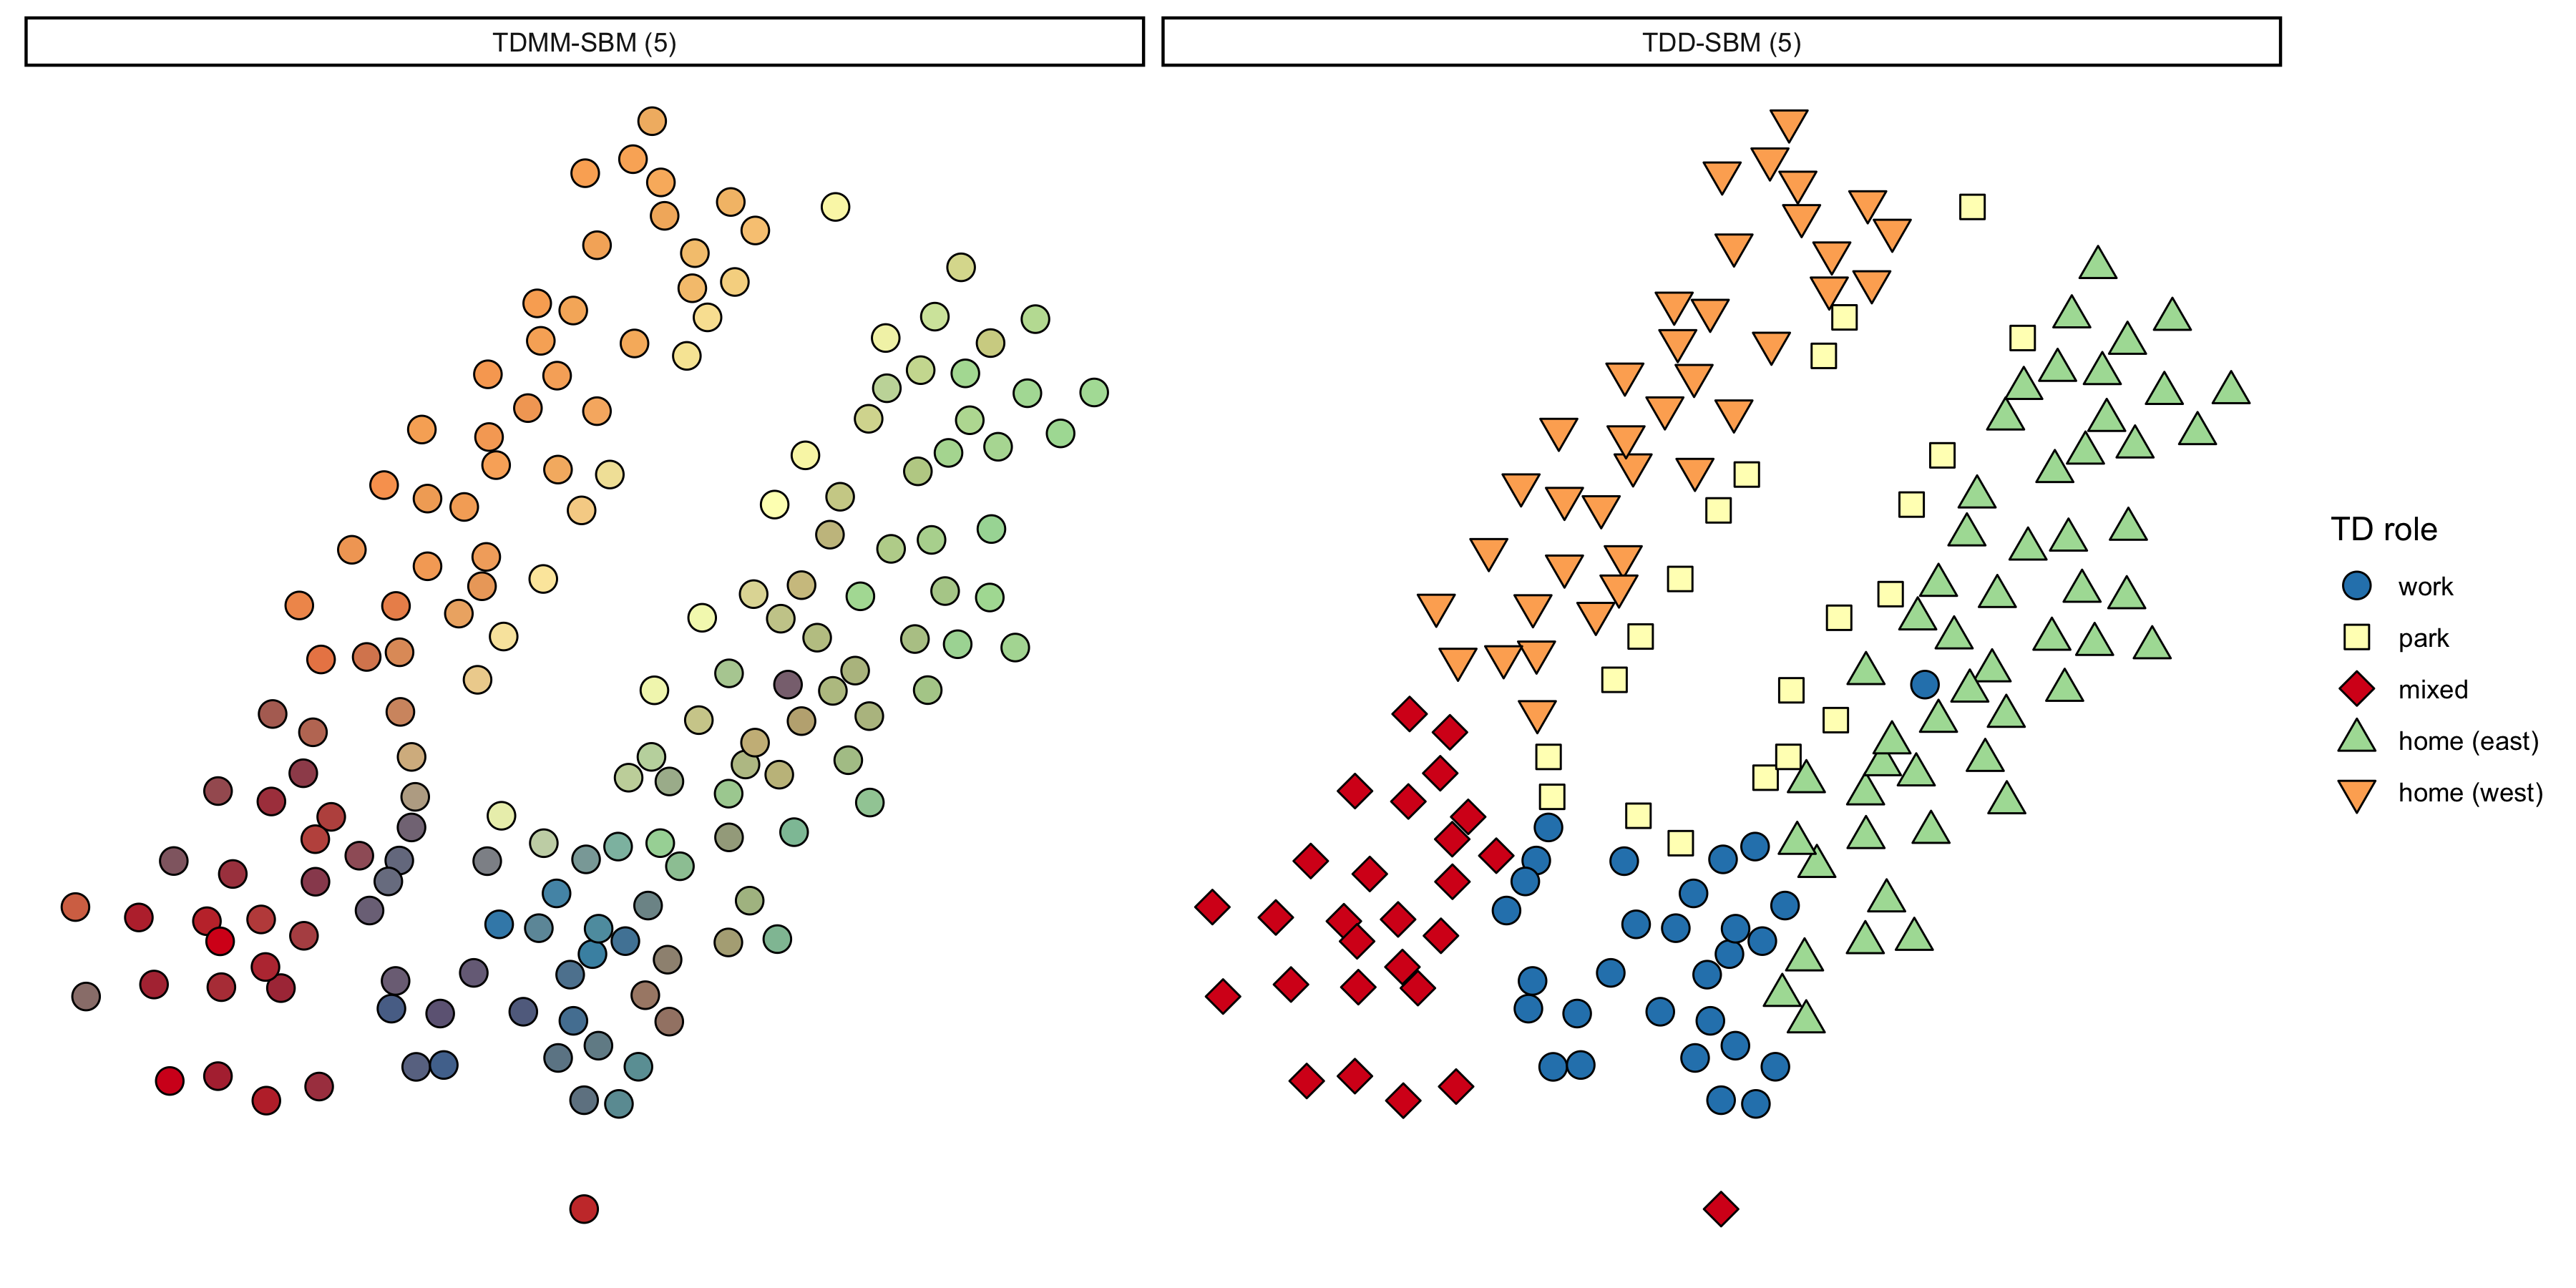 TDMM-SBM (5)
TDD-SBM (5)
TD role
work
park
mixed
home (east)
home (west)